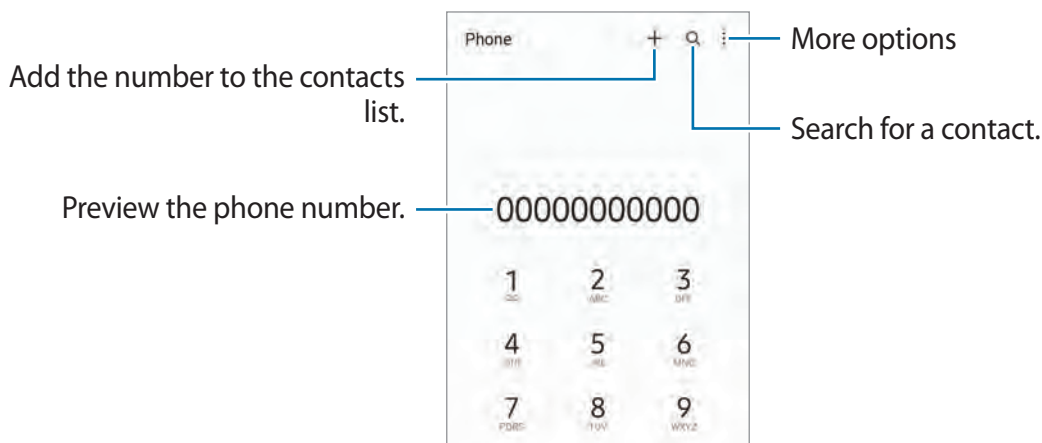 Phone
More options
Add the number to the contacts
list.
Search for a contact.
Preview the phone number.
00000000000
1 2 3
ABC DEF
4 5 6
GHI JKL MNO
7 8 9
PQRS TUV WXYZ